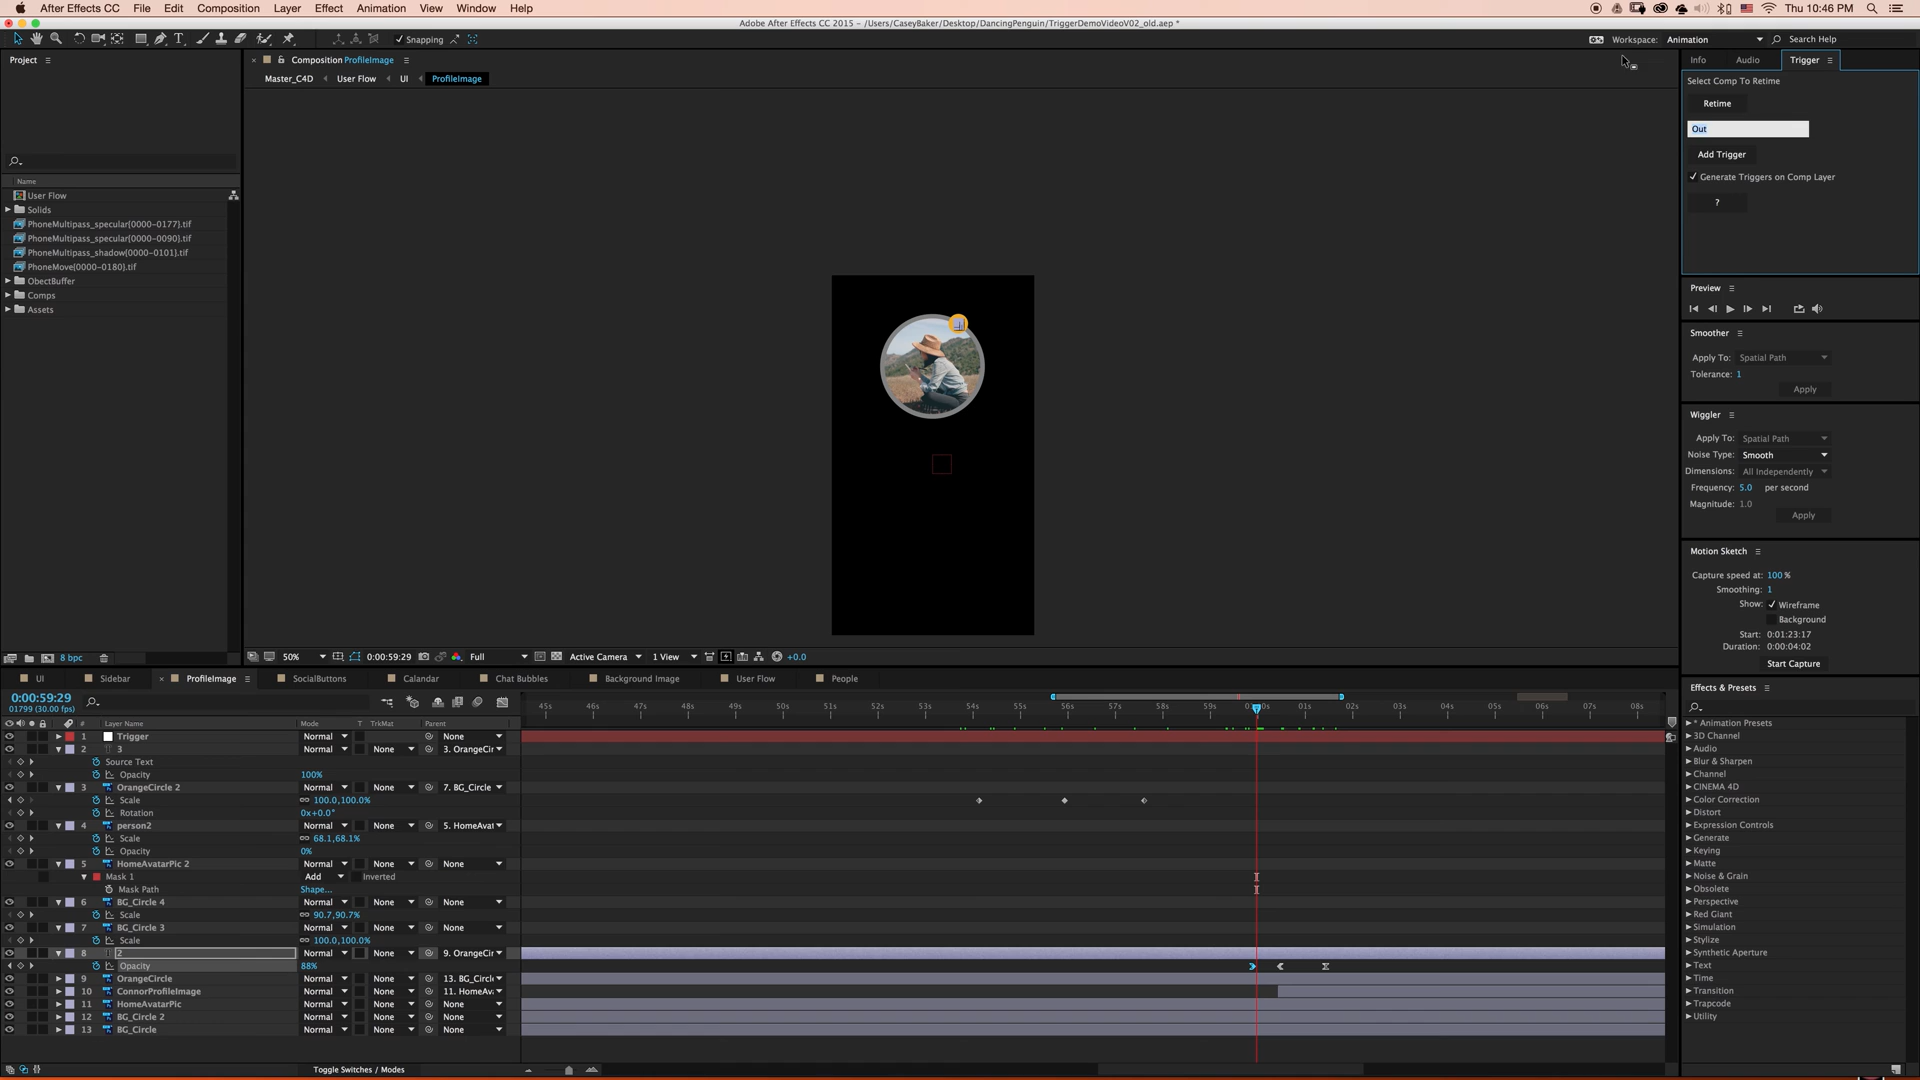 After Effects CC File Edit Composition Layer Effect Animation View Window Help Thu 10:46 PM
Adobe After Effects CC 2015 - /Users/CaseyBaker/Desktop/DancingPenguin/TriggerDemoVideoV02_old.aep *
Snapping Workspace: Animation Search Help
Project Composition ProfileImage Info Audio Trigger
Master_C4D User Flow UI ProfileImage
Select Comp To Retime
Retime
Out
Add Trigger
Generate Triggers on Comp Layer
?
Name
User Flow
Solids
PhoneMultipass_specular[0000-0177].tif
PhoneMultipass_specular[0000-0090].tif
PhoneMultipass_shadow[0000-0101].tif
PhoneMove[0000-0180].tif
ObectBuffer
Comps
Assets
Preview
Smoother
Apply To: Spatial Path
Tolerance: 1
Apply
Wiggler
Apply To: Spatial Path
Noise Type: Smooth
Dimensions: All Independently
Frequency: 5.0 per second
Magnitude: 1.0
Apply
Motion Sketch
Capture speed at: 100 %
Smoothing: 1
Show: Wireframe
Background
Start: 0:01:23:17
Duration: 0:00:04:02
Start Capture
8 bpc 50% 0:00:59:29 Full Active Camera 1 View +0.0
UI Sidebar ProfileImage SocialButtons Calandar Chat Bubbles Background Image User Flow People
0:00:59:29
01799 (30.00 fps)
45s 46s 47s 48s 49s 50s 51s 52s 53s 54s 55s 56s 57s 58s 59s 01s 02s 03s 04s 05s 06s 07s 08s
# Layer Name Mode T TrkMat Parent
1 Trigger Normal None
2 T 3 Normal None 3. OrangeCir
Source Text
Opacity 100%
3 OrangeCircle 2 Normal None 7. BG_Circle
Scale 100.0,100.0%
Rotation 0x+0.0°
4 person2 Normal None 5. HomeAvat
Scale 68.1,68.1%
Opacity 0%
5 HomeAvatarPic 2 Normal None None
Mask 1 Add Inverted
Mask Path Shape...
6 BG_Circle 4 Normal None None
Scale 90.7,90.7%
7 BG_Circle 3 Normal None None
Scale 100.0,100.0%
8 T 2 Normal None 9. OrangeCir
Opacity 88%
9 OrangeCircle Normal None 13. BG_Circl
10 ConnorProfileImage Normal None 11. HomeAv
11 HomeAvatarPic Normal None None
12 BG_Circle 2 Normal None None
13 BG_Circle Normal None None
Toggle Switches / Modes
Effects & Presets
* Animation Presets
3D Channel
Audio
Blur & Sharpen
Channel
CINEMA 4D
Color Correction
Distort
Expression Controls
Generate
Keying
Matte
Noise & Grain
Obsolete
Perspective
Red Giant
Simulation
Stylize
Synthetic Aperture
Text
Time
Transition
Trapcode
Utility